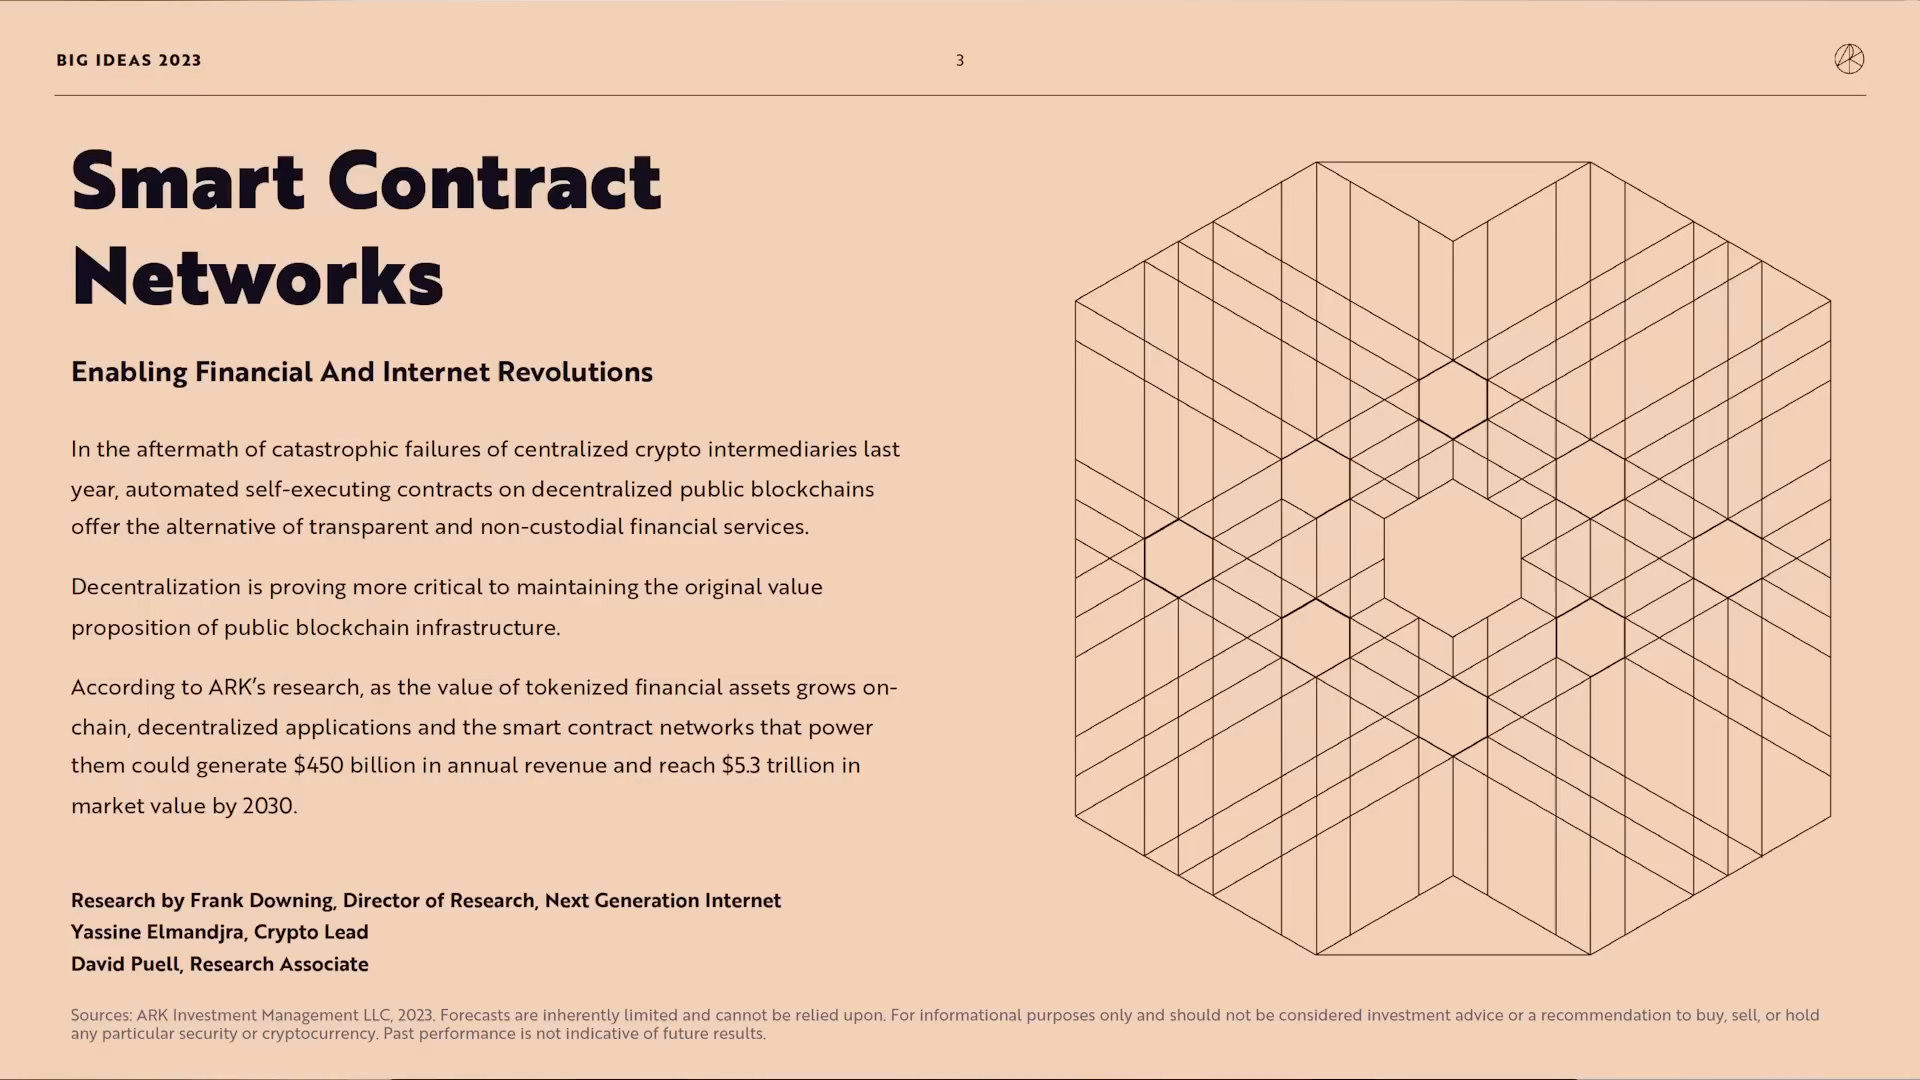 BIG IDEAS 2023
3
Smart Contract
Networks
Enabling Financial And Internet Revolutions
In the aftermath of catastrophic failures of centralized crypto intermediaries last
year, automated self-executing contracts on decentralized public blockchains
offer the alternative of transparent and non-custodial financial services.
Decentralization is proving more critical to maintaining the original value
proposition of public blockchain infrastructure.
According to ARK’s research, as the value of tokenized financial assets grows on-
chain, decentralized applications and the smart contract networks that power
them could generate $450 billion in annual revenue and reach $5.3 trillion in
market value by 2030.
Research by Frank Downing, Director of Research, Next Generation Internet
Yassine Elmandjra, Crypto Lead
David Puell, Research Associate
Sources: ARK Investment Management LLC, 2023. Forecasts are inherently limited and cannot be relied upon. For informational purposes only and should not be considered investment advice or a recommendation to buy, sell, or hold
any particular security or cryptocurrency. Past performance is not indicative of future results.